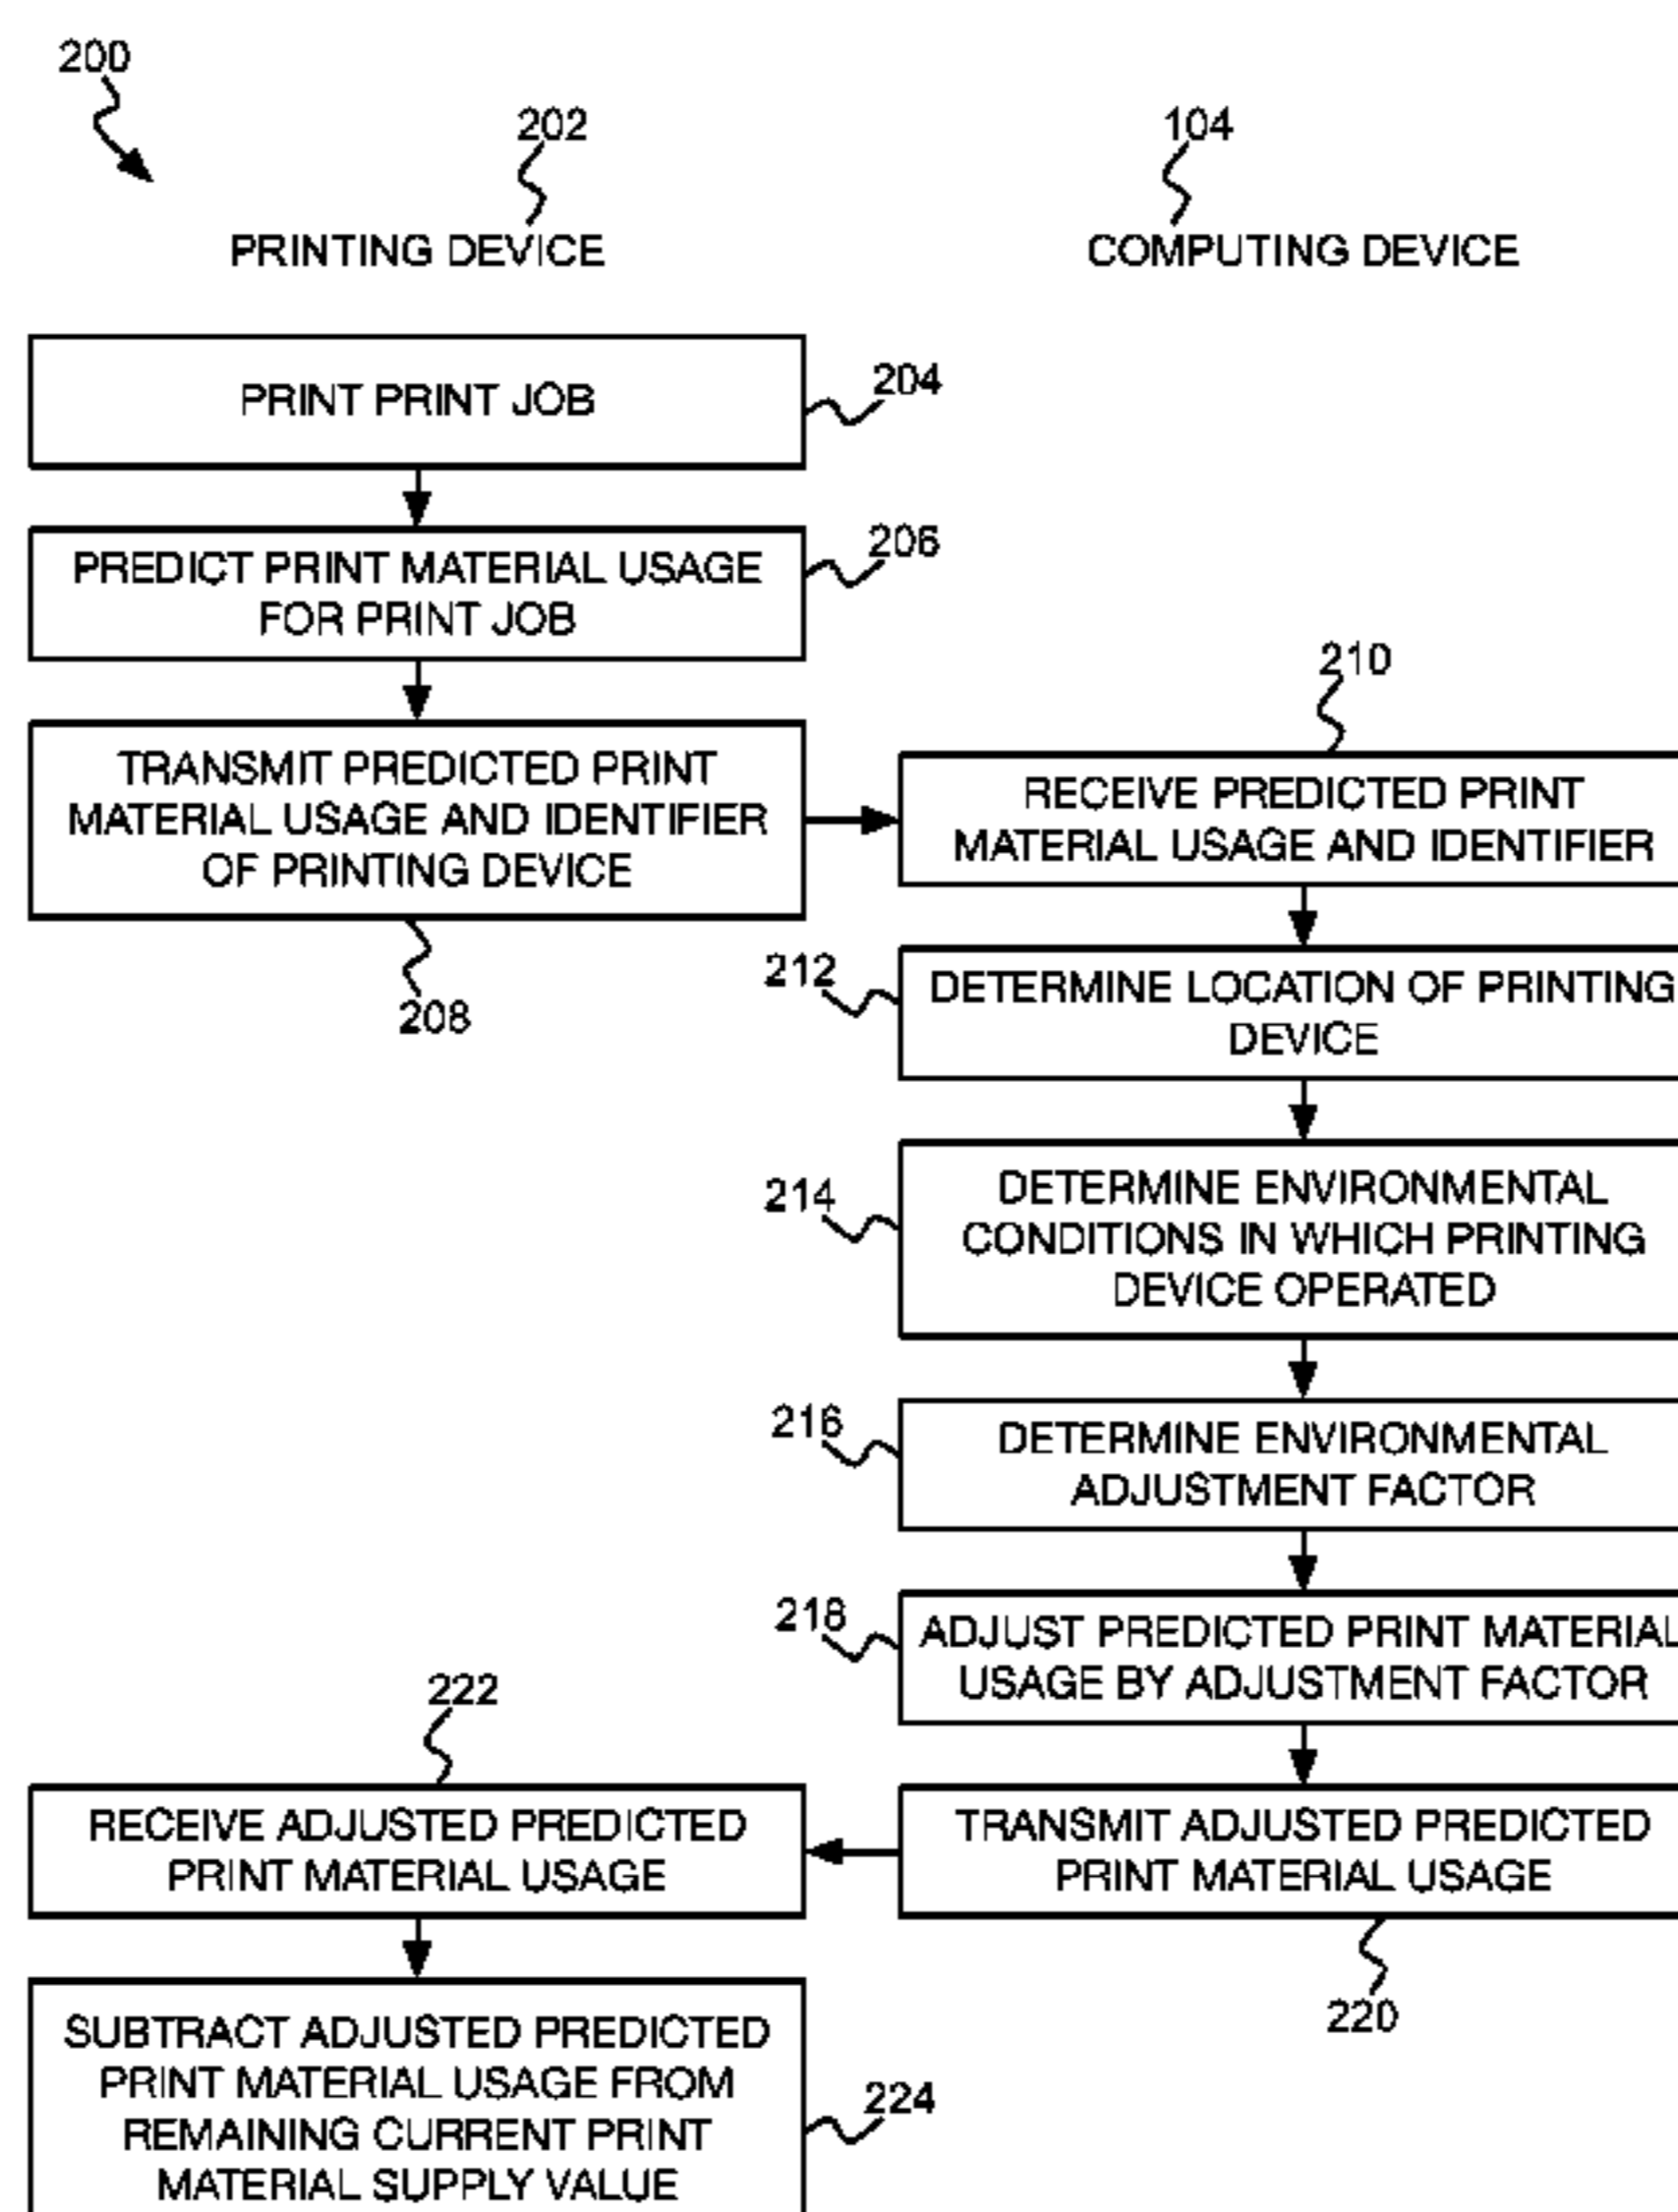 200
202
104
PRINTING DEVICE
COMPUTING DEVICE
PRINT PRINT JOB
204
PREDICT PRINT MATERIAL USAGE
FOR PRINT JOB
206
TRANSMIT PREDICTED PRINT
MATERIAL USAGE AND IDENTIFIER
OF PRINTING DEVICE
208
210
RECEIVE PREDICTED PRINT
MATERIAL USAGE AND IDENTIFIER
212
DETERMINE LOCATION OF PRINTING
DEVICE
214
DETERMINE ENVIRONMENTAL
CONDITIONS IN WHICH PRINTING
DEVICE OPERATED
216
DETERMINE ENVIRONMENTAL
ADJUSTMENT FACTOR
218
ADJUST PREDICTED PRINT MATERIAL
USAGE BY ADJUSTMENT FACTOR
TRANSMIT ADJUSTED PREDICTED
PRINT MATERIAL USAGE
220
222
RECEIVE ADJUSTED PREDICTED
PRINT MATERIAL USAGE
SUBTRACT ADJUSTED PREDICTED
PRINT MATERIAL USAGE FROM
REMAINING CURRENT PRINT
MATERIAL SUPPLY VALUE
224